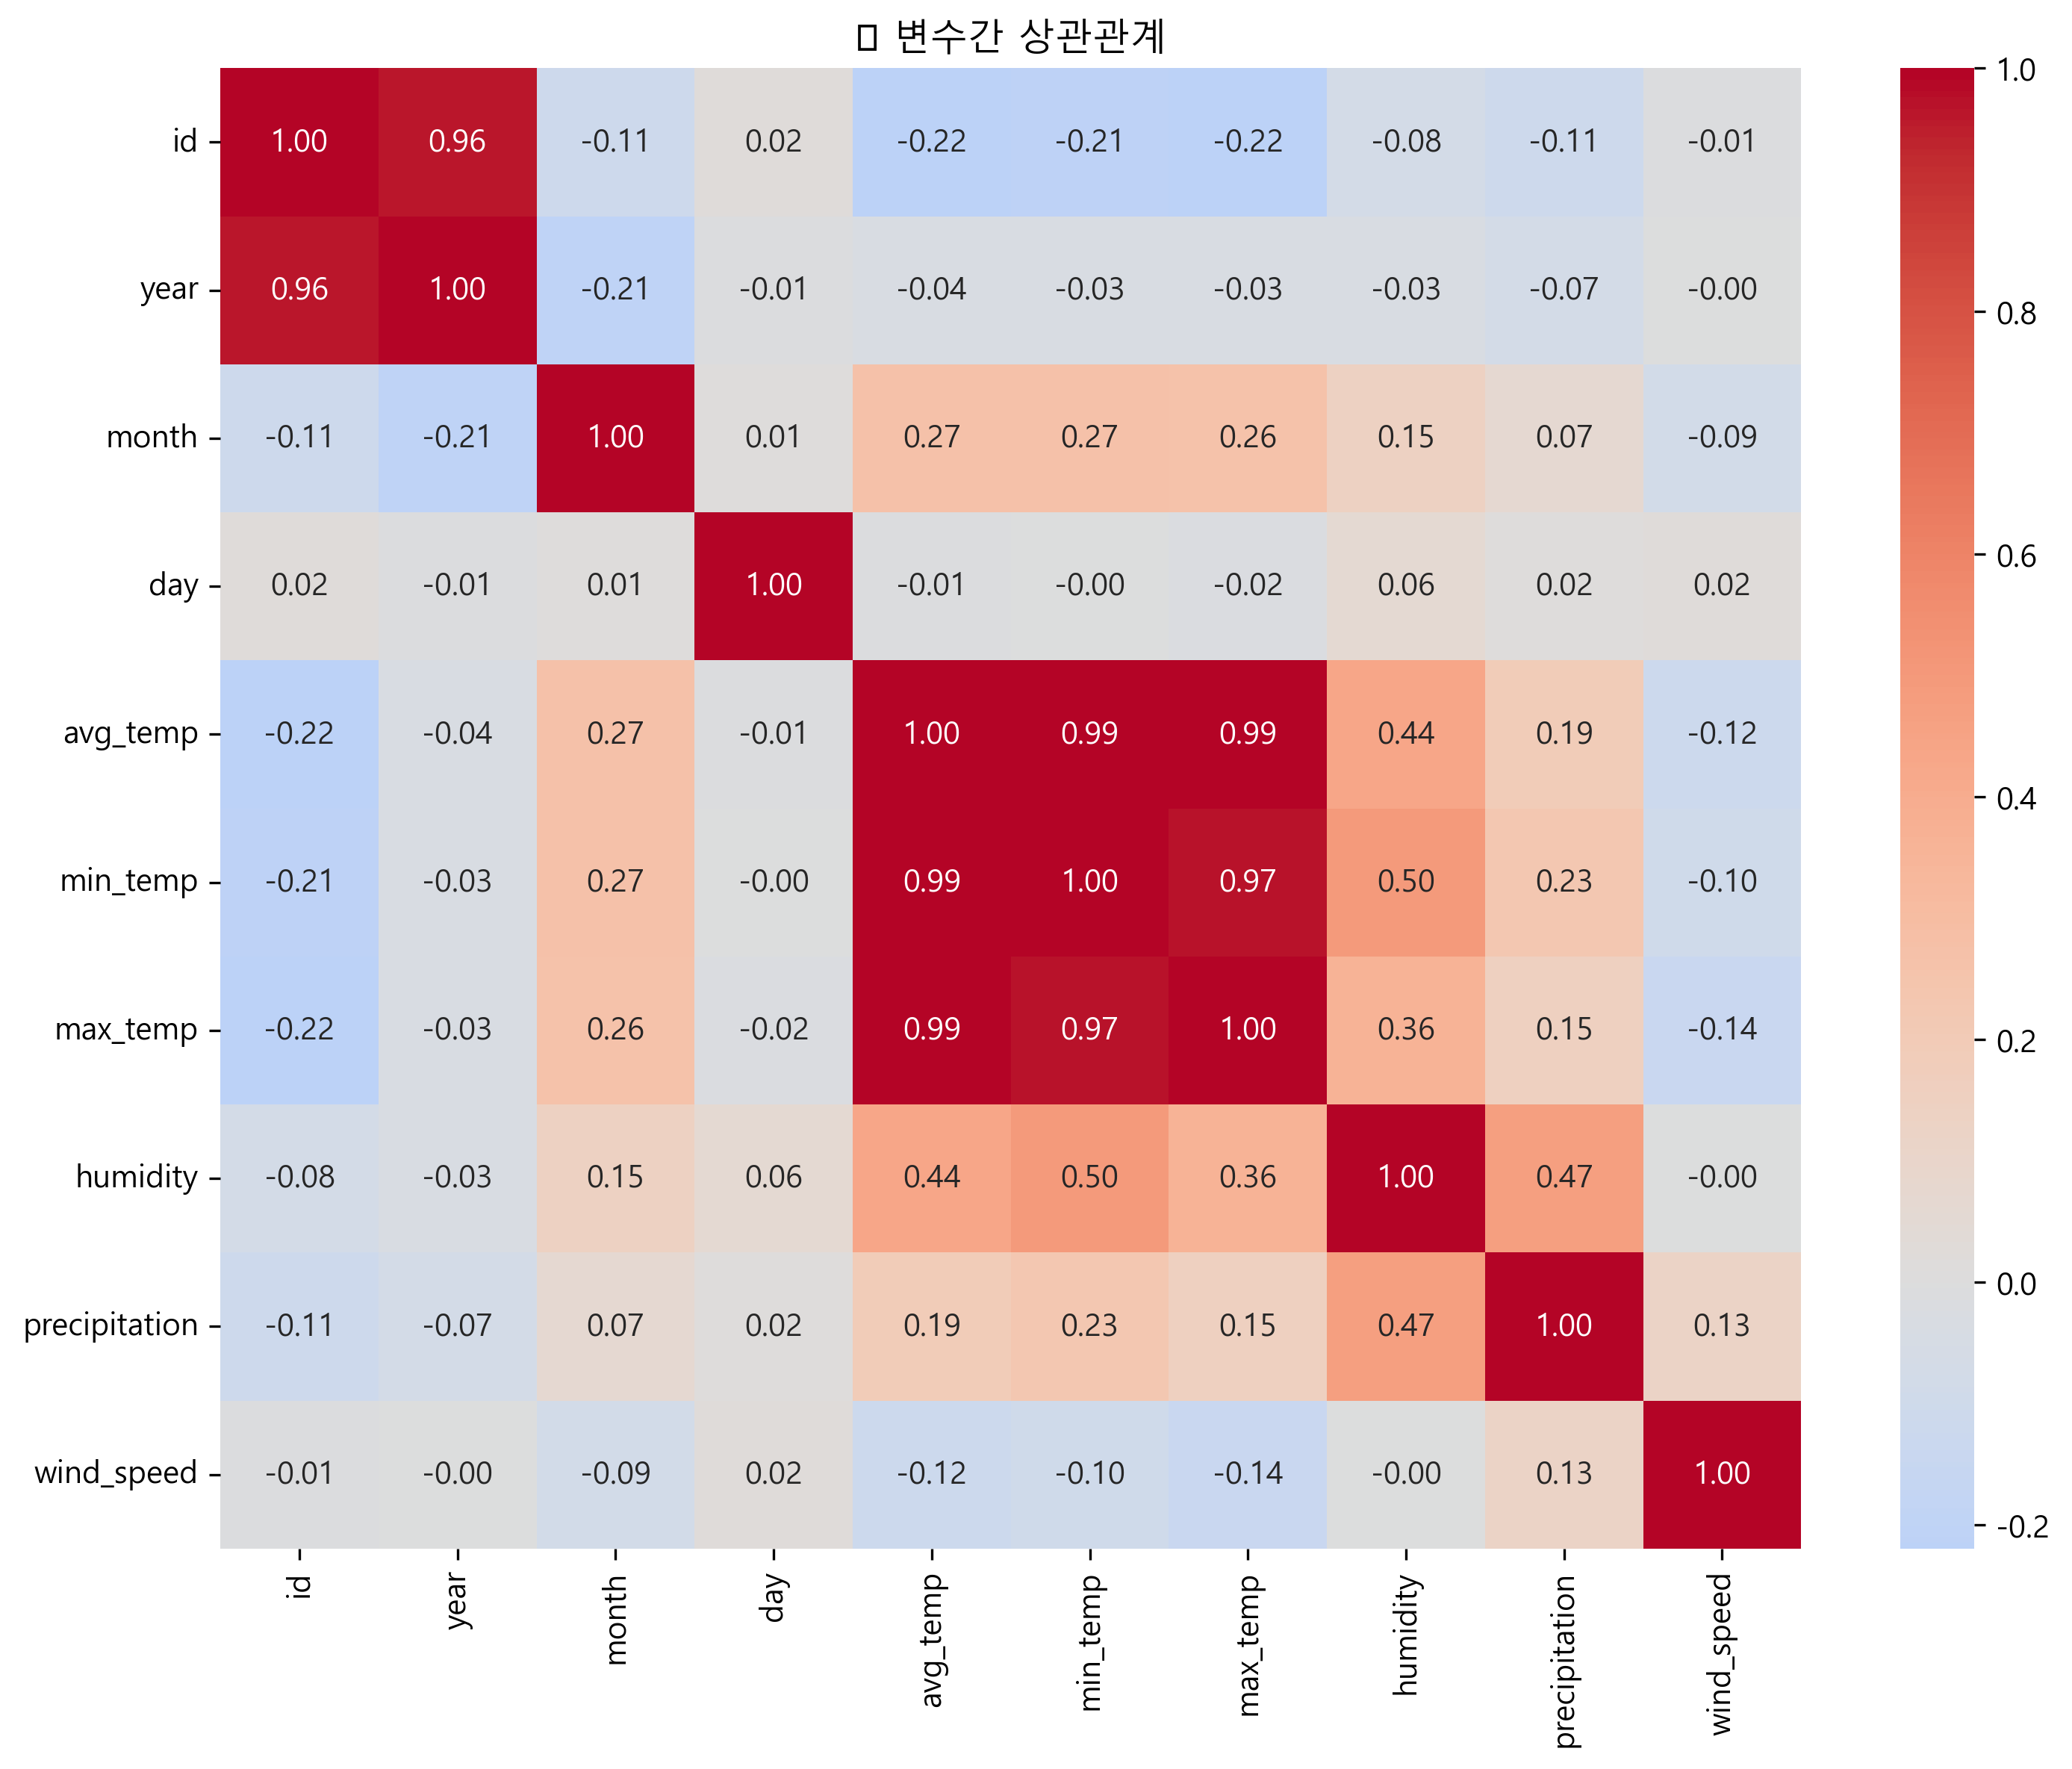 ▯ 변수간 상관관계
id 1.00 0.96 -0.11 0.02 -0.22 -0.21 -0.22 -0.08 -0.11 -0.01
year 0.96 1.00 -0.21 -0.01 -0.04 -0.03 -0.03 -0.03 -0.07 -0.00
month -0.11 -0.21 1.00 0.01 0.27 0.27 0.26 0.15 0.07 -0.09
day 0.02 -0.01 0.01 1.00 -0.01 -0.00 -0.02 0.06 0.02 0.02
avg_temp -0.22 -0.04 0.27 -0.01 1.00 0.99 0.99 0.44 0.19 -0.12
min_temp -0.21 -0.03 0.27 -0.00 0.99 1.00 0.97 0.50 0.23 -0.10
max_temp -0.22 -0.03 0.26 -0.02 0.99 0.97 1.00 0.36 0.15 -0.14
humidity -0.08 -0.03 0.15 0.06 0.44 0.50 0.36 1.00 0.47 -0.00
precipitation -0.11 -0.07 0.07 0.02 0.19 0.23 0.15 0.47 1.00 0.13
wind_speed -0.01 -0.00 -0.09 0.02 -0.12 -0.10 -0.14 -0.00 0.13 1.00
id year month day avg_temp min_temp max_temp humidity precipitation wind_speed
1.0
0.8
0.6
0.4
0.2
0.0
-0.2